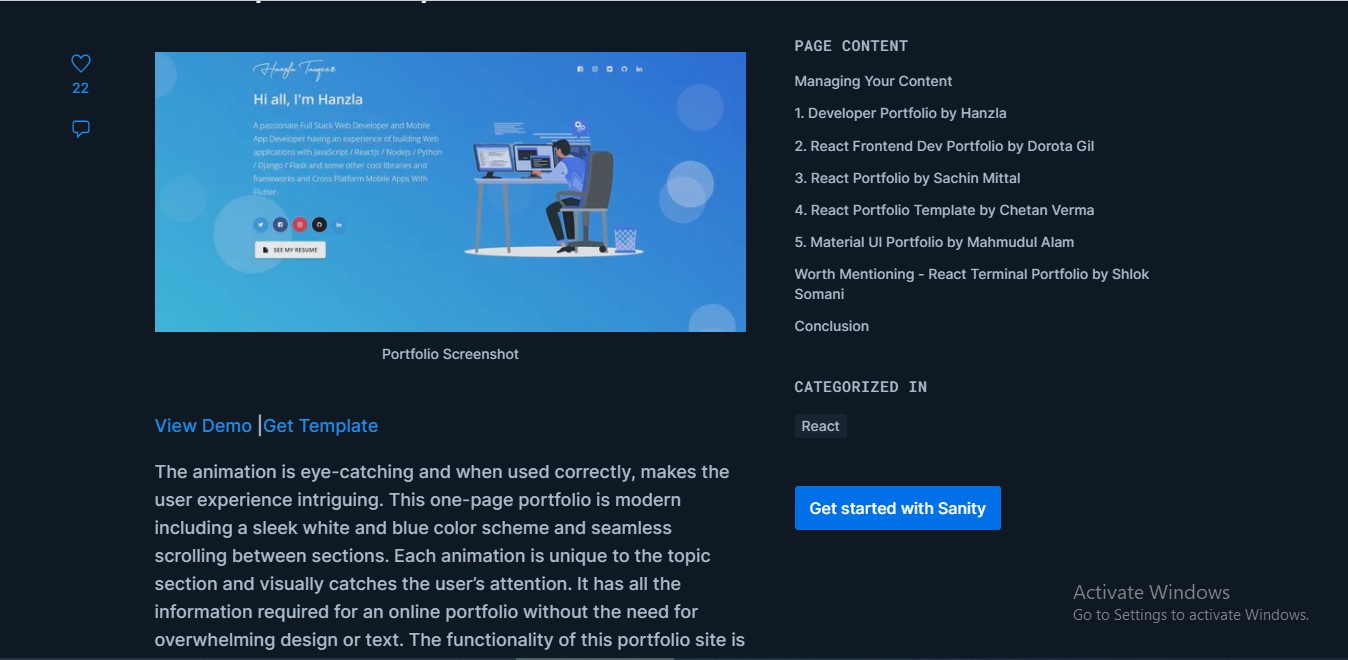 22
Hanzla Tanveer
Hi all, I'm Hanzla
A passionate Full Stack Web Developer and Mobile
App Developer having an experience of building Web
applications with JavaScript / Reactjs / Nodejs / Python
/ Django / Flask and some other cool libraries and
frameworks and Cross Platform Mobile Apps With
Flutter.
SEE MY RESUME
Portfolio Screenshot
View Demo |Get Template
The animation is eye-catching and when used correctly, makes the
user experience intriguing. This one-page portfolio is modern
including a sleek white and blue color scheme and seamless
scrolling between sections. Each animation is unique to the topic
section and visually catches the user’s attention. It has all the
information required for an online portfolio without the need for
overwhelming design or text. The functionality of this portfolio site is
PAGE CONTENT
Managing Your Content
1. Developer Portfolio by Hanzla
2. React Frontend Dev Portfolio by Dorota Gil
3. React Portfolio by Sachin Mittal
4. React Portfolio Template by Chetan Verma
5. Material UI Portfolio by Mahmudul Alam
Worth Mentioning - React Terminal Portfolio by Shlok
Somani
Conclusion
CATEGORIZED IN
React
Get started with Sanity
Activate Windows
Go to Settings to activate Windows.